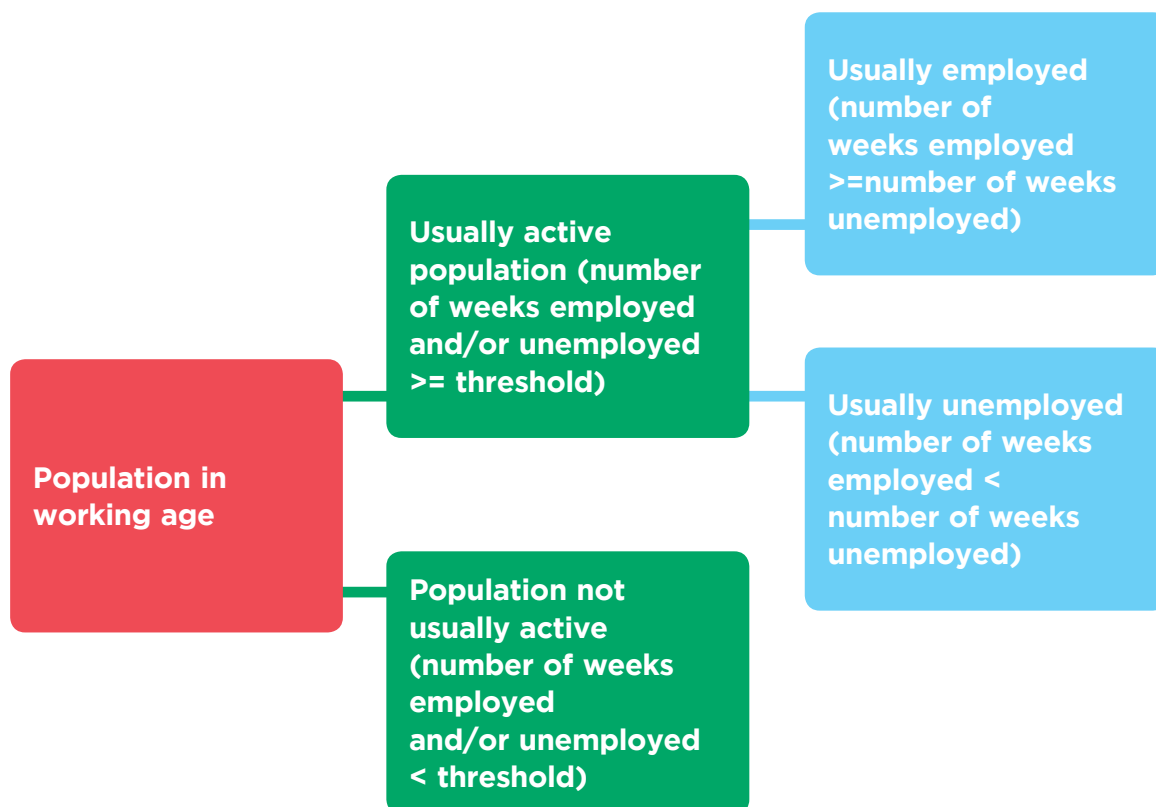 Population in
working age
Usually active
population (number
of weeks employed
and/or unemployed
>= threshold)
Population not
usually active
(number of weeks
employed
and/or unemployed
< threshold)
Usually employed
(number of
weeks employed
>=number of weeks
unemployed)
Usually unemployed
(number of weeks
employed <
number of weeks
unemployed)